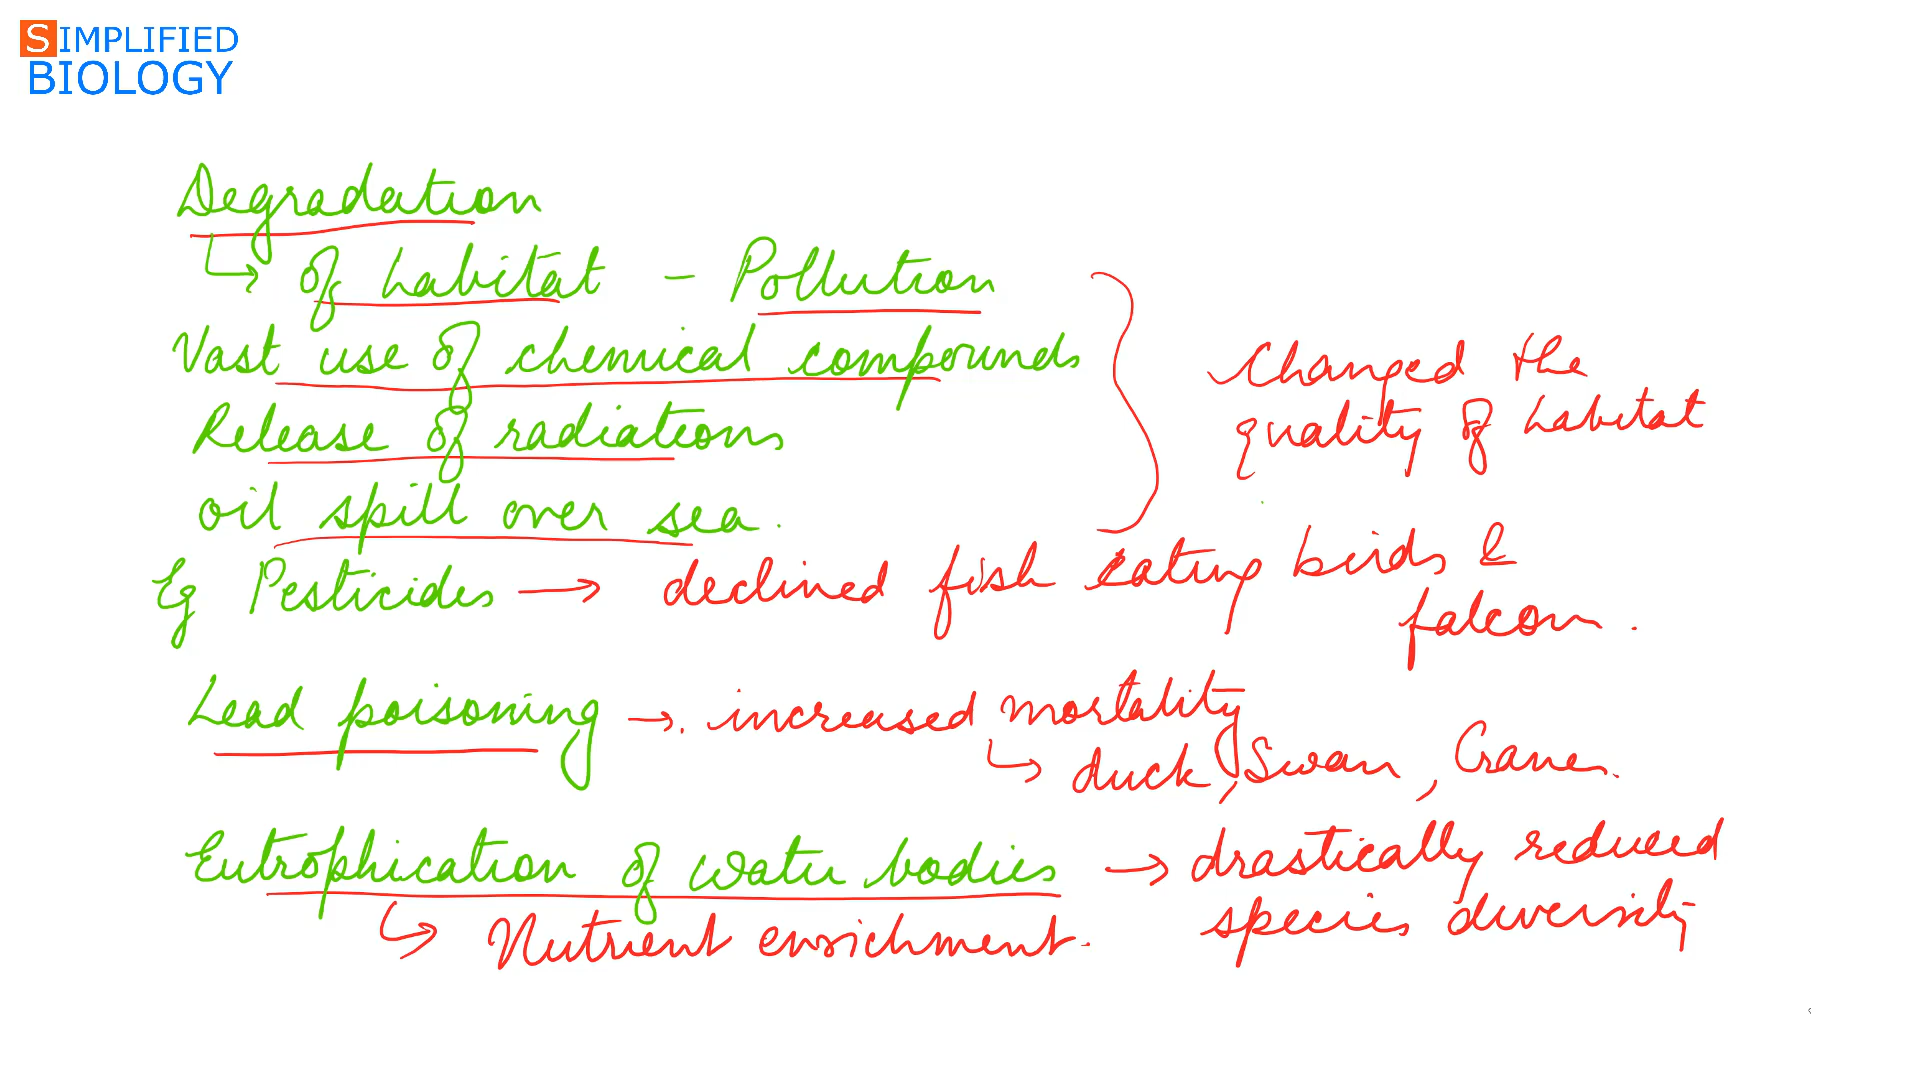 SIMPLIFIED
BIOLOGY
Degradation
↳ of habitat - Pollution
Vast use of chemical compounds
Release of radiations
oil spill over sea.
Changed the
quality of habitat
Eg Pesticides → declined fish eating birds &
falcon.
Lead poisoning → increased mortality
↳ duck, Swan, Cranes.
Eutrophication of water bodies → drastically reduced
species diversity
↳ Nutrient enrichment.